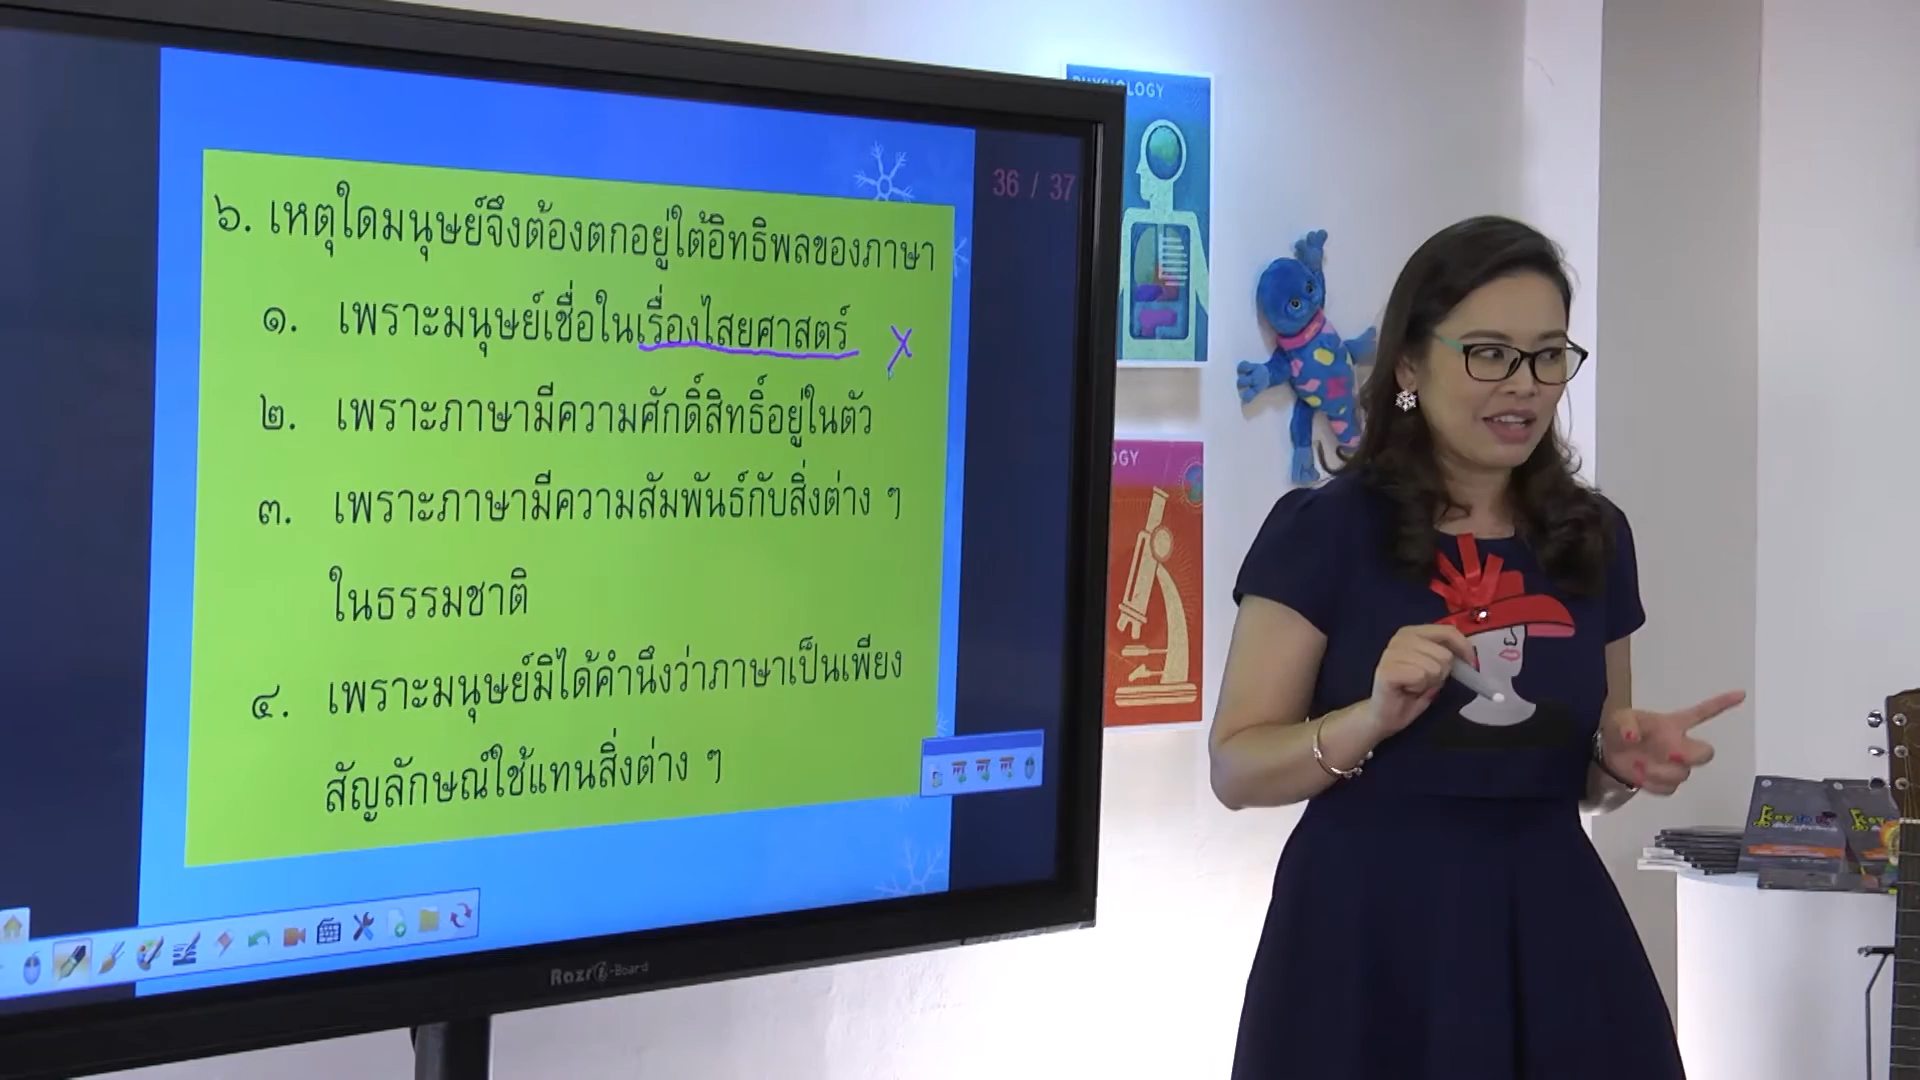 PHYSIOLOGY
36 / 37
๖. เหตุใดมนุษย์จึงต้องตกอยู่ใต้อิทธิพลของภาษา
๑. เพราะมนุษย์เชื่อในเรื่องไสยศาสตร์ X
๒. เพราะภาษามีความศักดิ์สิทธิ์อยู่ในตัว
๓. เพราะภาษามีความสัมพันธ์กับสิ่งต่าง ๆ
ในธรรมชาติ
๔. เพราะมนุษย์มิได้คำนึงว่าภาษาเป็นเพียง
สัญลักษณ์ใช้แทนสิ่งต่าง ๆ
OGY
Razr i-Board
Key